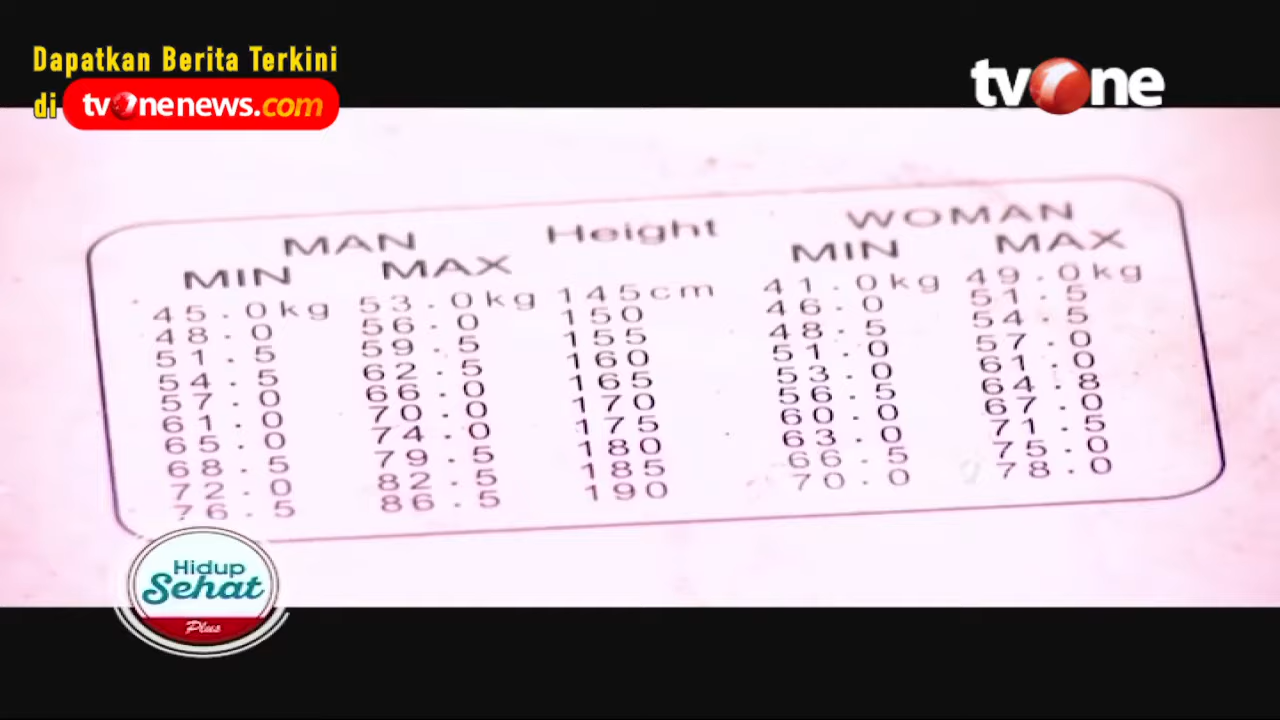 Dapatkan Berita Terkini
di tvonenews.com
tvOne
MAN Height WOMAN
MIN MAX MIN MAX
45.0kg 53.0kg 145cm 41.0kg 49.0kg
48.0 56.0 150 46.0 51.5
51.5 59.5 155 48.5 54.5
54.5 62.5 160 51.0 57.0
57.0 66.0 165 53.0 61.0
61.0 70.0 170 56.5 64.8
65.0 74.0 175 60.0 67.0
68.5 79.5 180 63.0 71.5
72.0 82.5 185 66.5 75.0
76.5 86.5 190 70.0 78.0
Hidup
Sehat
Plus